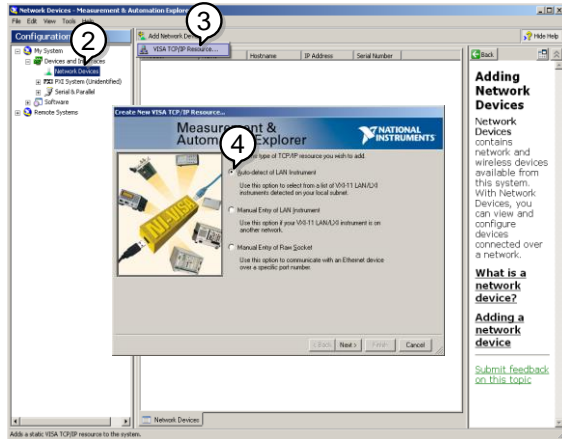 Network Devices - Measurement & Automation Explorer
File Edit View Tools Help
Configuration
2
3
Add Network Devices
Hide Help
My System
Devices and Interfaces
Network Devices
PXI PXI System (Unidentified)
Serial & Parallel
Software
Remote Systems
VISA TCP/IP Resource...
Hostname IP Address Serial Number
Back
Adding
Network
Devices
Network
Devices
contains
network and
wireless devices
available from
this system.
With Network
Devices, you
can view and
configure
devices
connected over
a network.
What is a
network
device?
Adding a
network
device
Submit feedback
on this topic
Create New VISA TCP/IP Resource...
Measurement &
Automation Explorer
NATIONAL
INSTRUMENTS
4
NI-VISA
type of TCP/IP resource you wish to add.
Auto-detect of LAN Instrument
Use this option to select from a list of VXI-11 LAN/LXI
instruments detected on your local subnet.
Manual Entry of LAN Instrument
Use this option if your VXI-11 LAN/LXI instrument is on
another network.
Manual Entry of Raw Socket
Use this option to communicate with an Ethernet device
over a specific port number.
< Back Next > Finish Cancel
Network Devices
Adds a static VISA TCP/IP resource to the system.